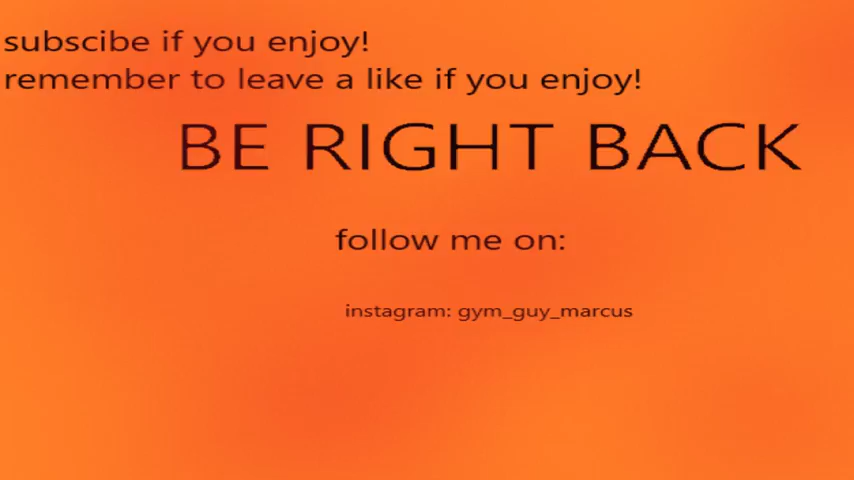 subscibe if you enjoy!
remember to leave a like if you enjoy!
BE RIGHT BACK
follow me on:
instagram: gym_guy_marcus